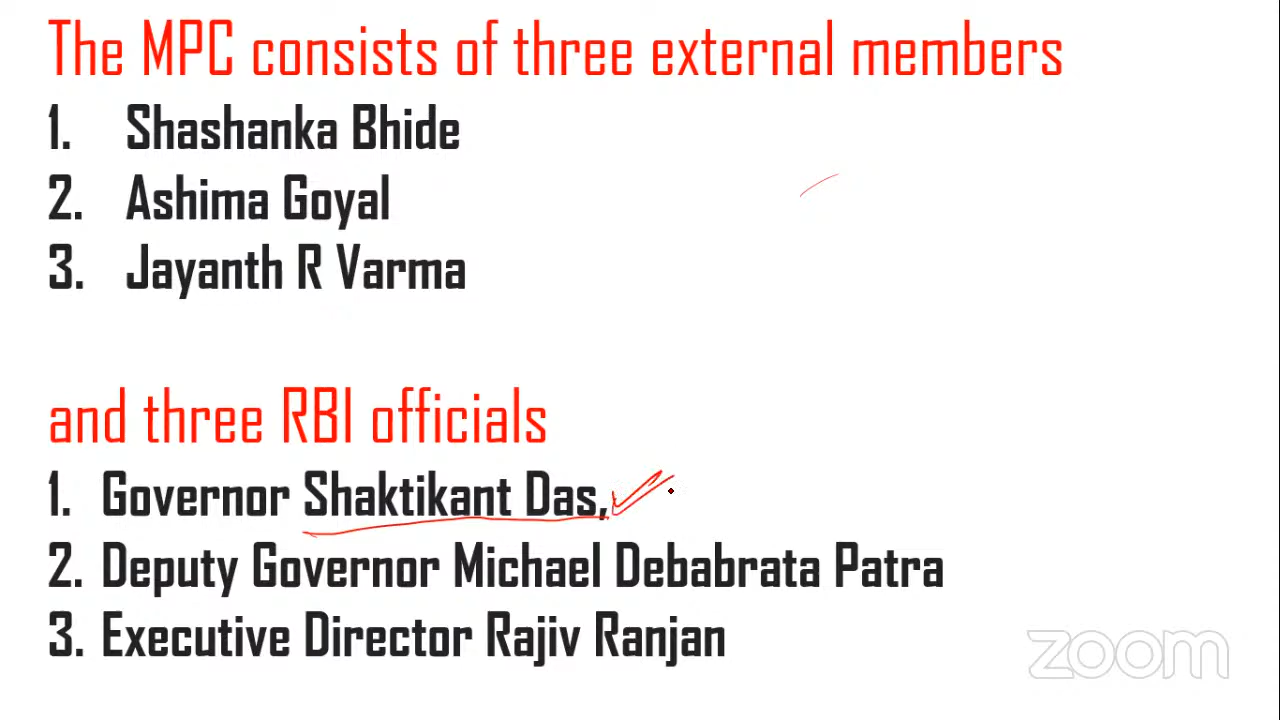 The MPC consists of three external members
1. Shashanka Bhide
2. Ashima Goyal
3. Jayanth R Varma
and three RBI officials
1. Governor Shaktikant Das,
2. Deputy Governor Michael Debabrata Patra
3. Executive Director Rajiv Ranjan
zoom